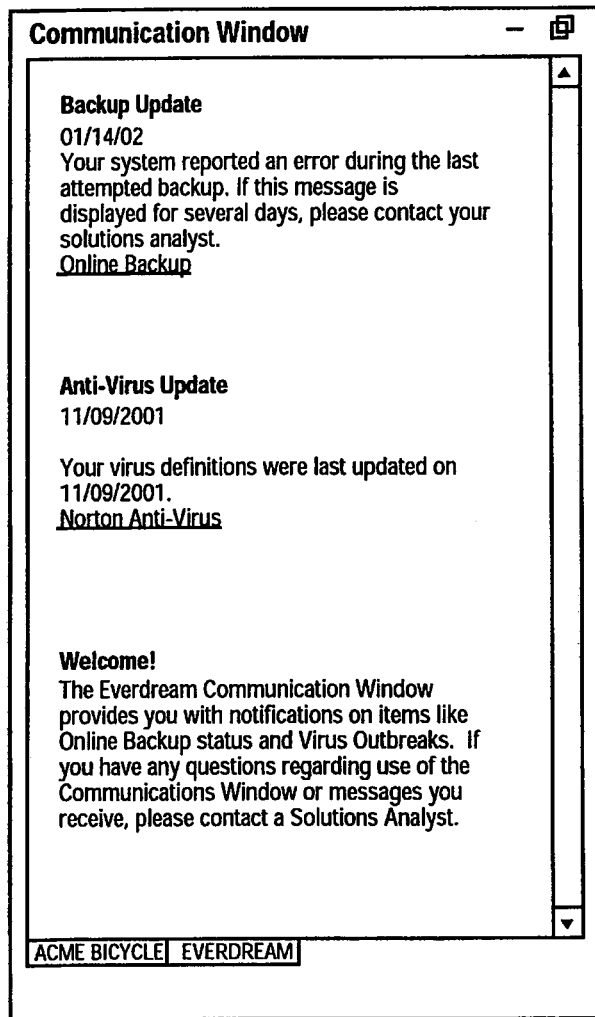 Communication Window
Backup Update
01/14/02
Your system reported an error during the last
attempted backup. If this message is
displayed for several days, please contact your
solutions analyst.
Online Backup
Anti-Virus Update
11/09/2001
Your virus definitions were last updated on
11/09/2001.
Norton Anti-Virus
Welcome!
The Everdream Communication Window
provides you with notifications on items like
Online Backup status and Virus Outbreaks. If
you have any questions regarding use of the
Communications Window or messages you
receive, please contact a Solutions Analyst.
ACME BICYCLE EVERDREAM